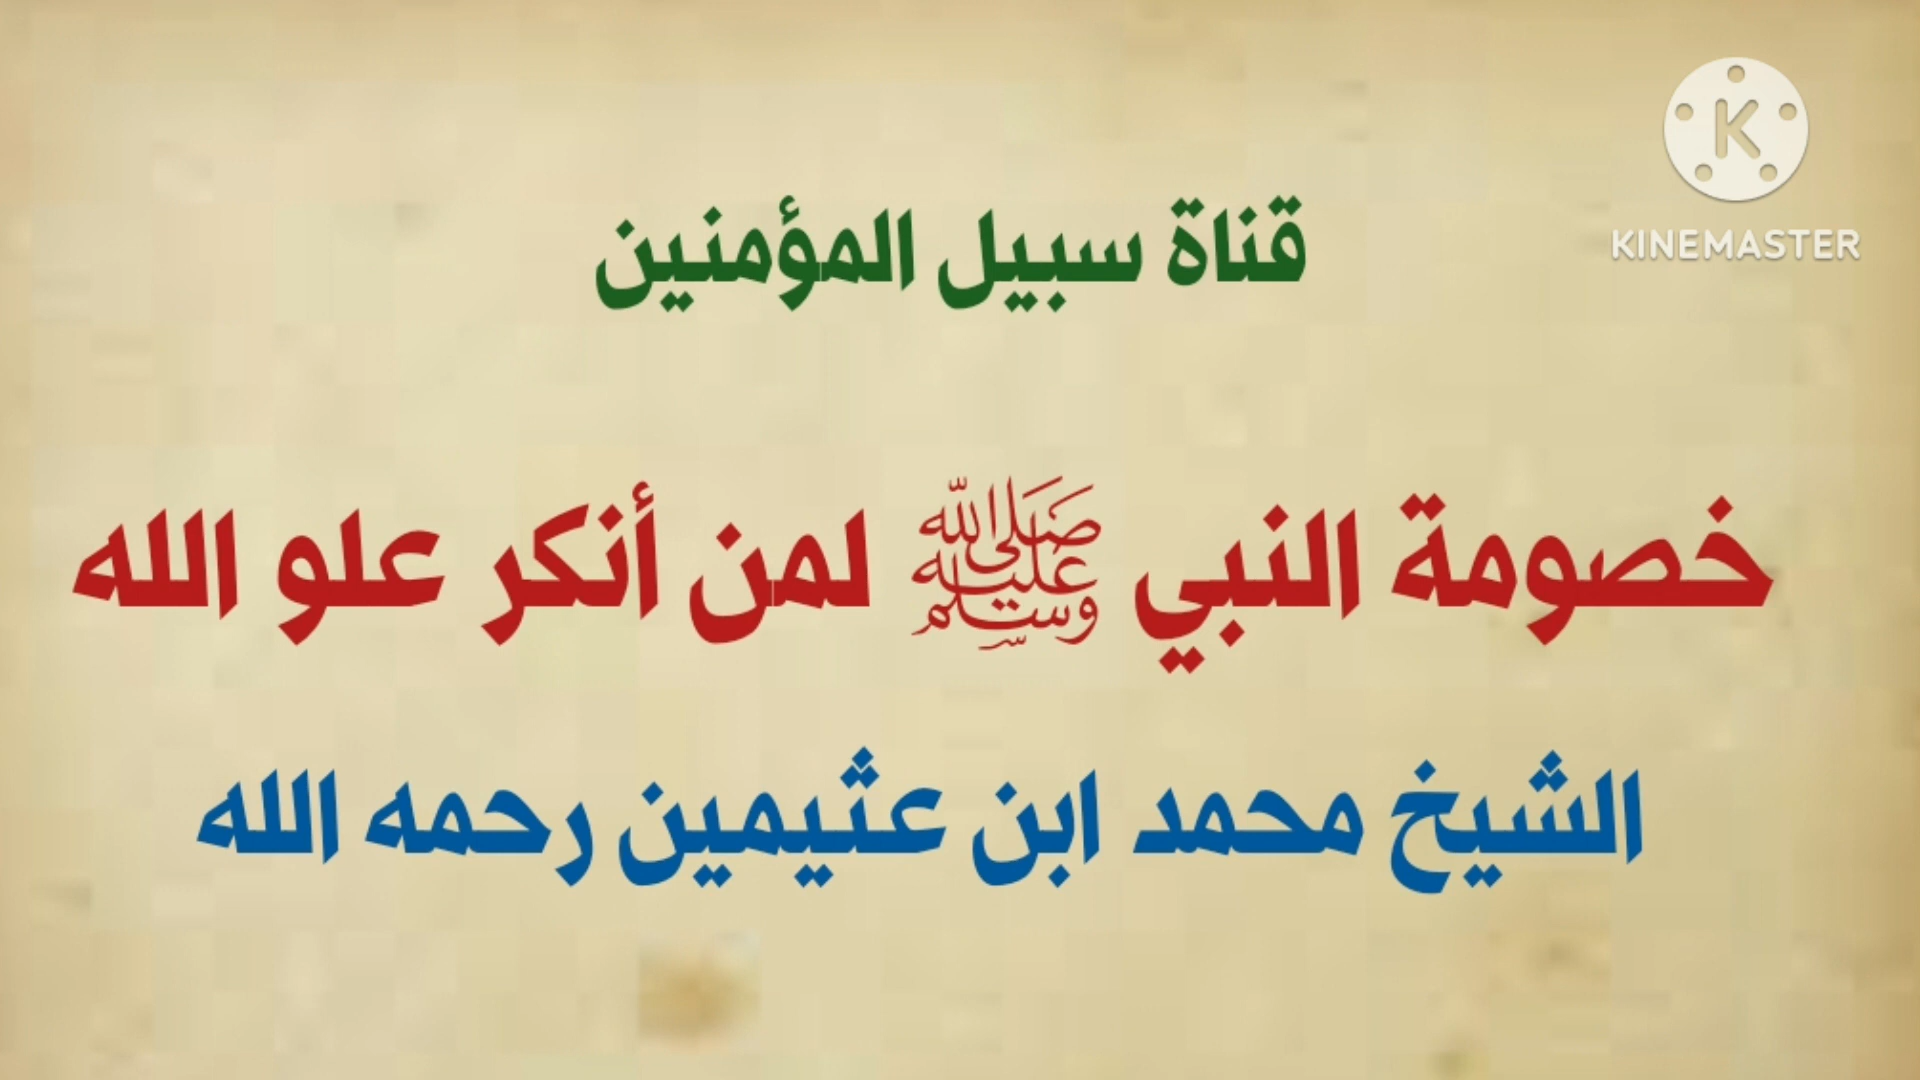 KINEMASTER
قناة سبيل المؤمنين
خصومة النبي ﷺ لمن أنكر علو الله
الشيخ محمد ابن عثيمين رحمه الله